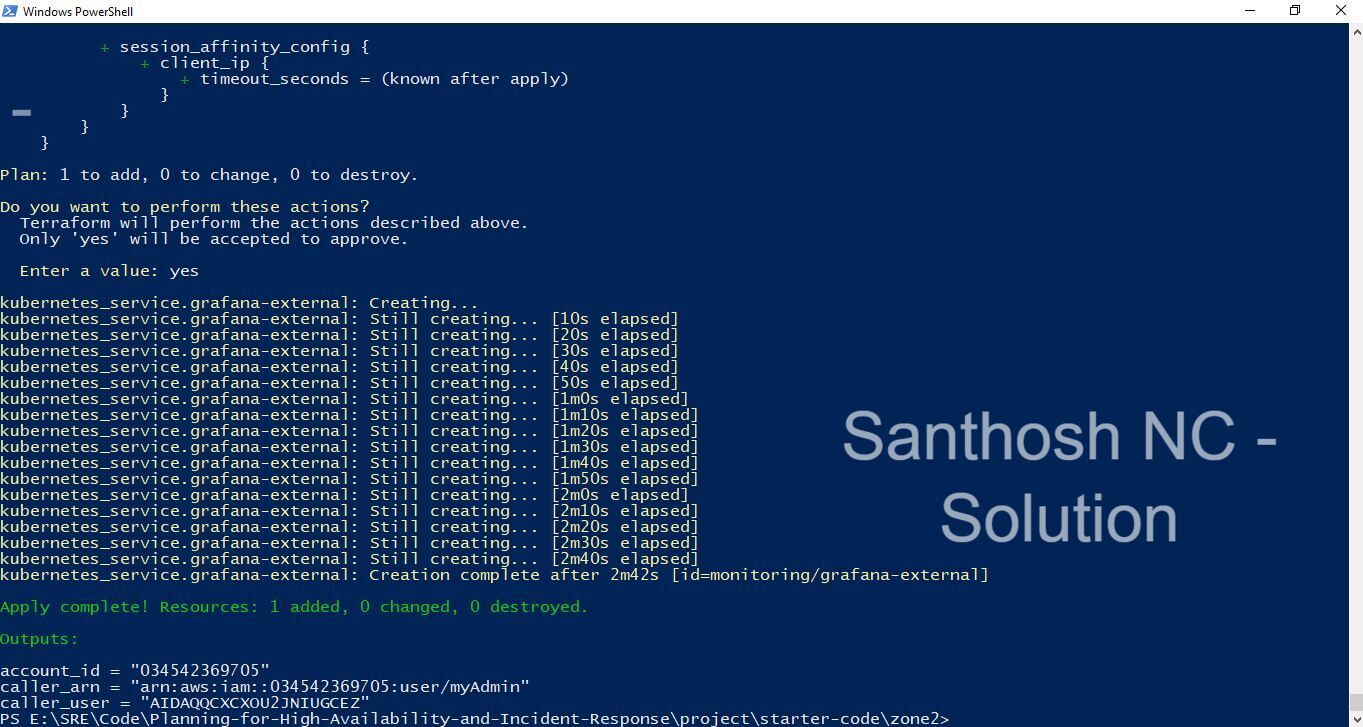 Windows PowerShell
+ session_affinity_config {
+ client_ip {
+ timeout_seconds = (known after apply)
}
}
}
}
Plan: 1 to add, 0 to change, 0 to destroy.
Do you want to perform these actions?
Terraform will perform the actions described above.
Only 'yes' will be accepted to approve.
Enter a value: yes
kubernetes_service.grafana-external: Creating...
kubernetes_service.grafana-external: Still creating... [10s elapsed]
kubernetes_service.grafana-external: Still creating... [20s elapsed]
kubernetes_service.grafana-external: Still creating... [30s elapsed]
kubernetes_service.grafana-external: Still creating... [40s elapsed]
kubernetes_service.grafana-external: Still creating... [50s elapsed]
kubernetes_service.grafana-external: Still creating... [1m0s elapsed]
kubernetes_service.grafana-external: Still creating... [1m10s elapsed]
kubernetes_service.grafana-external: Still creating... [1m20s elapsed]
kubernetes_service.grafana-external: Still creating... [1m30s elapsed]
kubernetes_service.grafana-external: Still creating... [1m40s elapsed]
kubernetes_service.grafana-external: Still creating... [1m50s elapsed]
kubernetes_service.grafana-external: Still creating... [2m0s elapsed]
kubernetes_service.grafana-external: Still creating... [2m10s elapsed]
kubernetes_service.grafana-external: Still creating... [2m20s elapsed]
kubernetes_service.grafana-external: Still creating... [2m30s elapsed]
kubernetes_service.grafana-external: Still creating... [2m40s elapsed]
kubernetes_service.grafana-external: Creation complete after 2m42s [id=monitoring/grafana-external]
Apply complete! Resources: 1 added, 0 changed, 0 destroyed.
Outputs:
account_id = "034542369705"
caller_arn = "arn:aws:iam::034542369705:user/myAdmin"
caller_user = "AIDAQQCXCXOU2JNIUGCEZ"
PS E:\SRE\Code\Planning-for-High-Availability-and-Incident-Response\project\starter-code\zone2>
Santhosh NC -
Solution